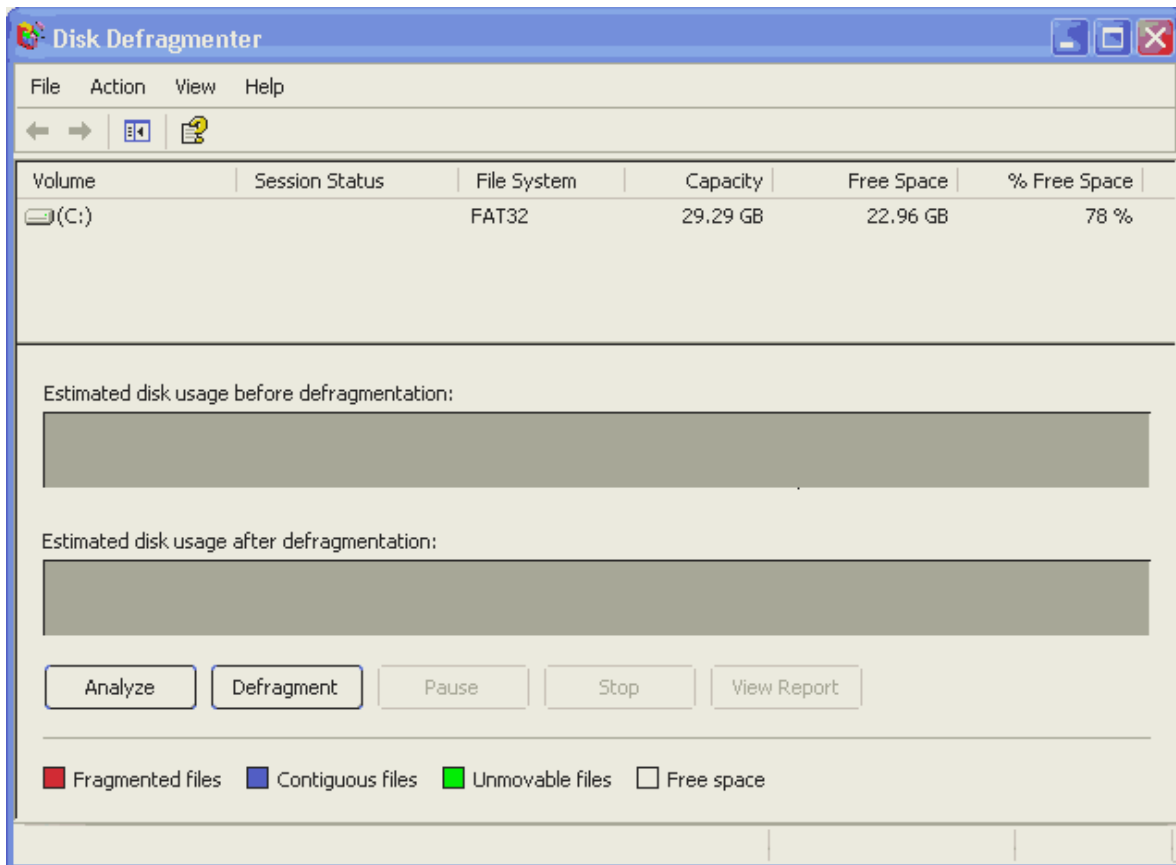 Disk Defragmenter
File Action View Help
Volume Session Status File System Capacity Free Space % Free Space
(C:) FAT32 29.29 GB 22.96 GB 78 %
Estimated disk usage before defragmentation:
Estimated disk usage after defragmentation:
Analyze Defragment Pause Stop View Report
Fragmented files Contiguous files Unmovable files Free space